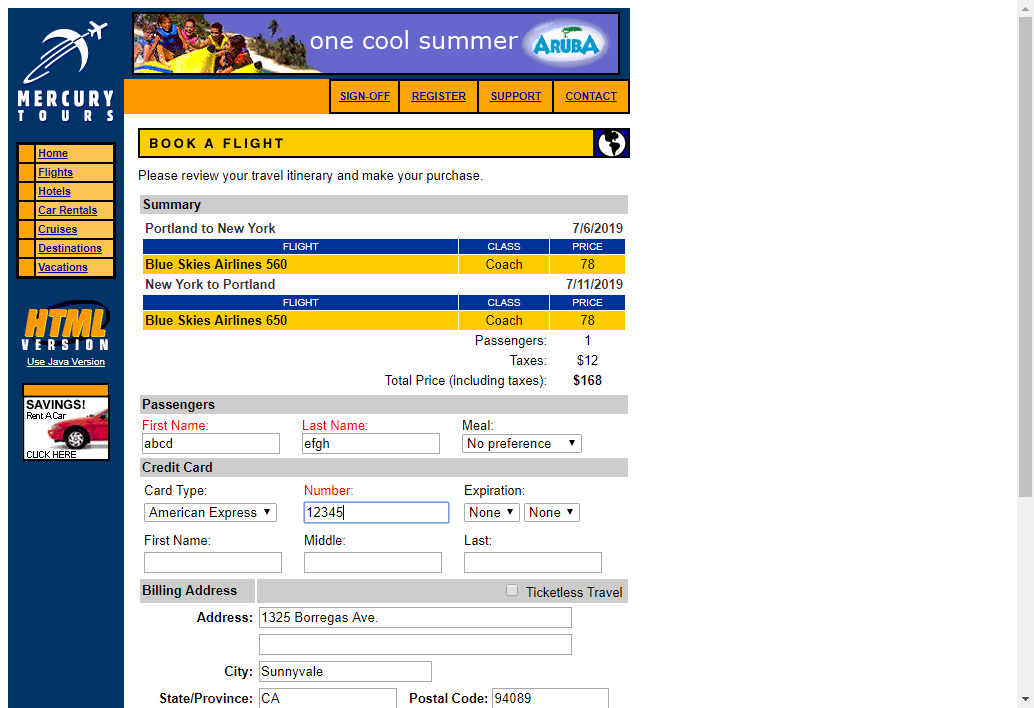 one cool summer ARUBA
MERCURY
TOURS
SIGN-OFF REGISTER SUPPORT CONTACT
Home
Flights
Hotels
Car Rentals
Cruises
Destinations
Vacations
HTML
VERSION
Use Java Version
SAVINGS!
Rent A Car
CLICK HERE
BOOK A FLIGHT
Please review your travel itinerary and make your purchase.
Summary
Portland to New York 7/6/2019
FLIGHT CLASS PRICE
Blue Skies Airlines 560 Coach 78
New York to Portland 7/11/2019
FLIGHT CLASS PRICE
Blue Skies Airlines 650 Coach 78
Passengers: 1
Taxes: $12
Total Price (including taxes): $168
Passengers
First Name: Last Name: Meal:
abcd efgh No preference
Credit Card
Card Type: Number: Expiration:
American Express 12345 None None
First Name: Middle: Last:
Billing Address Ticketless Travel
Address: 1325 Borregas Ave.
City: Sunnyvale
State/Province: CA Postal Code: 94089